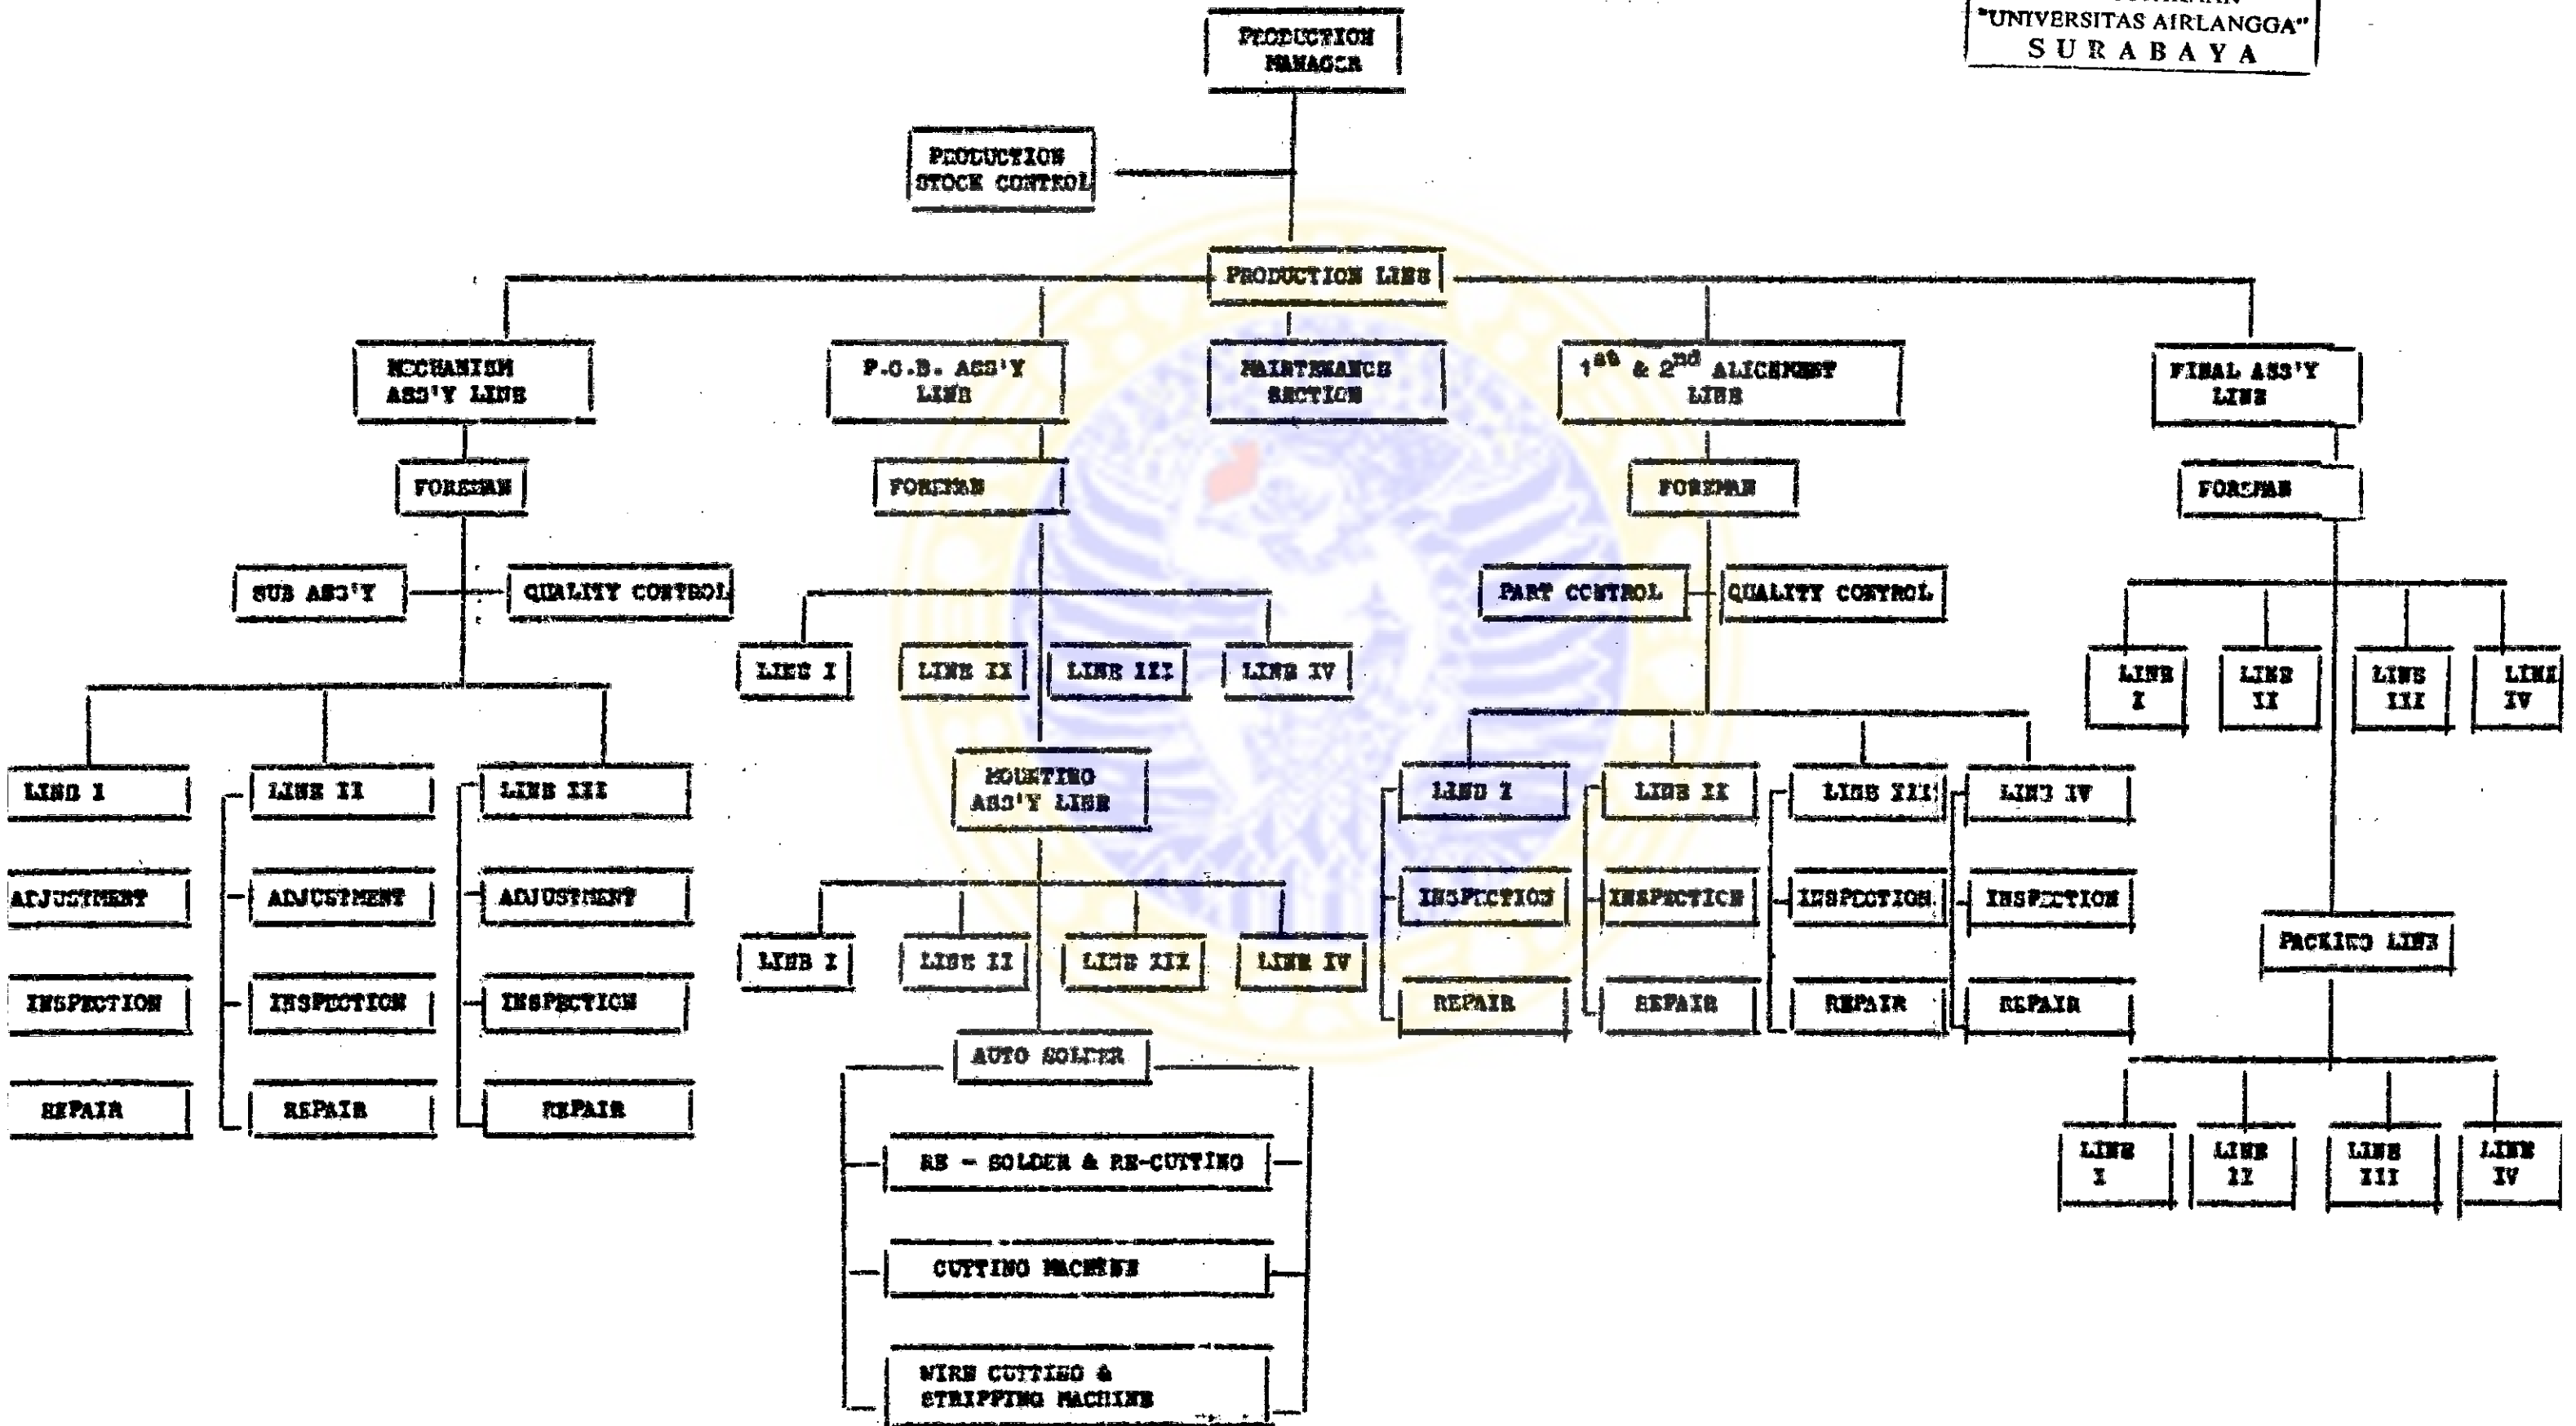 "UNIVERSITAS AIRLANGGA"
SURABAYA
PRODUCTION
MANAGER
PRODUCTION
STOCK CONTROL
PRODUCTION LINE
MECHANISM
ASS'Y LINE
P.C.B. ASS'Y
LINE
MAINTENANCE
SECTION
1st & 2nd ALIGNMENT
LINE
FINAL ASS'Y
LINE
FOREMAN
FOREMAN
FOREMAN
FOREMAN
SUB ASS'Y
QUALITY CONTROL
PART CONTROL
QUALITY CONTROL
LINE I
LINE II
LINE III
LINE IV
LINE
I
LINE
II
LINE
III
LINE
IV
LINE I
LINE II
LINE III
MOUNTING
ASS'Y LINE
LINE I
LINE II
LINE III
LINE IV
ADJUSTMENT
ADJUSTMENT
ADJUSTMENT
INSPECTION
INSPECTION
INSPECTION
INSPECTION
PACKING LINE
LINE I
LINE II
LINE III
LINE IV
INSPECTION
INSPECTION
INSPECTION
REPAIR
REPAIR
REPAIR
REPAIR
AUTO SOLDER
REPAIR
REPAIR
REPAIR
RE - SOLDER & RE-CUTTING
LINE
I
LINE
II
LINE
III
LINE
IV
CUTTING MACHINE
WIRE CUTTING &
STRIPPING MACHINE